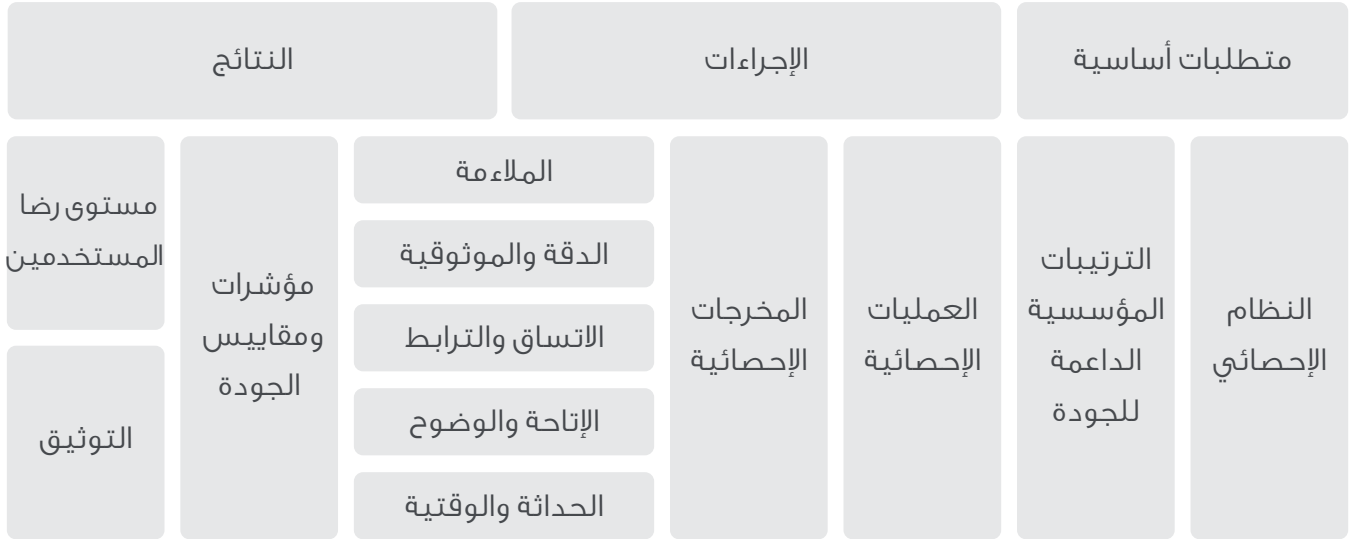 متطلبات أساسية
الإجراءات
النتائج
النظام
الإحصائي
الترتيبات
المؤسسية
الداعمة
للجودة
العمليات
الإحصائية
المخرجات
الإحصائية
الملاءمة
الدقة والموثوقية
الاتساق والترابط
الإتاحة والوضوح
الحداثة والوقتية
مؤشرات
ومقاييس
الجودة
مستوى رضا
المستخدمين
التوثيق